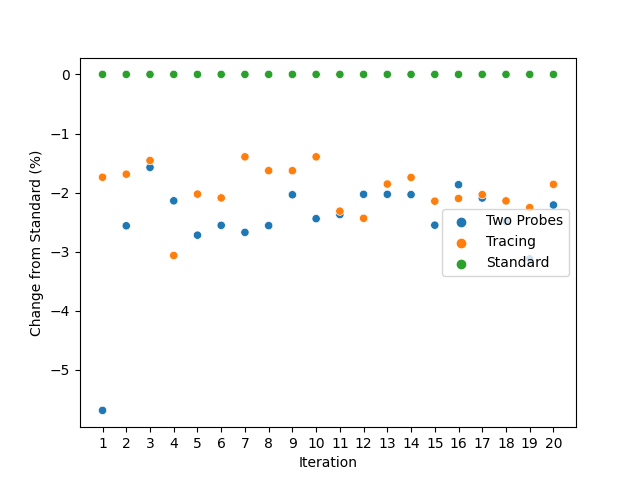 0
−1
−2
−3
−4
−5
Change from Standard (%)
Two Probes
Tracing
Standard
1 2 3 4 5 6 7 8 9 10 11 12 13 14 15 16 17 18 19 20
Iteration